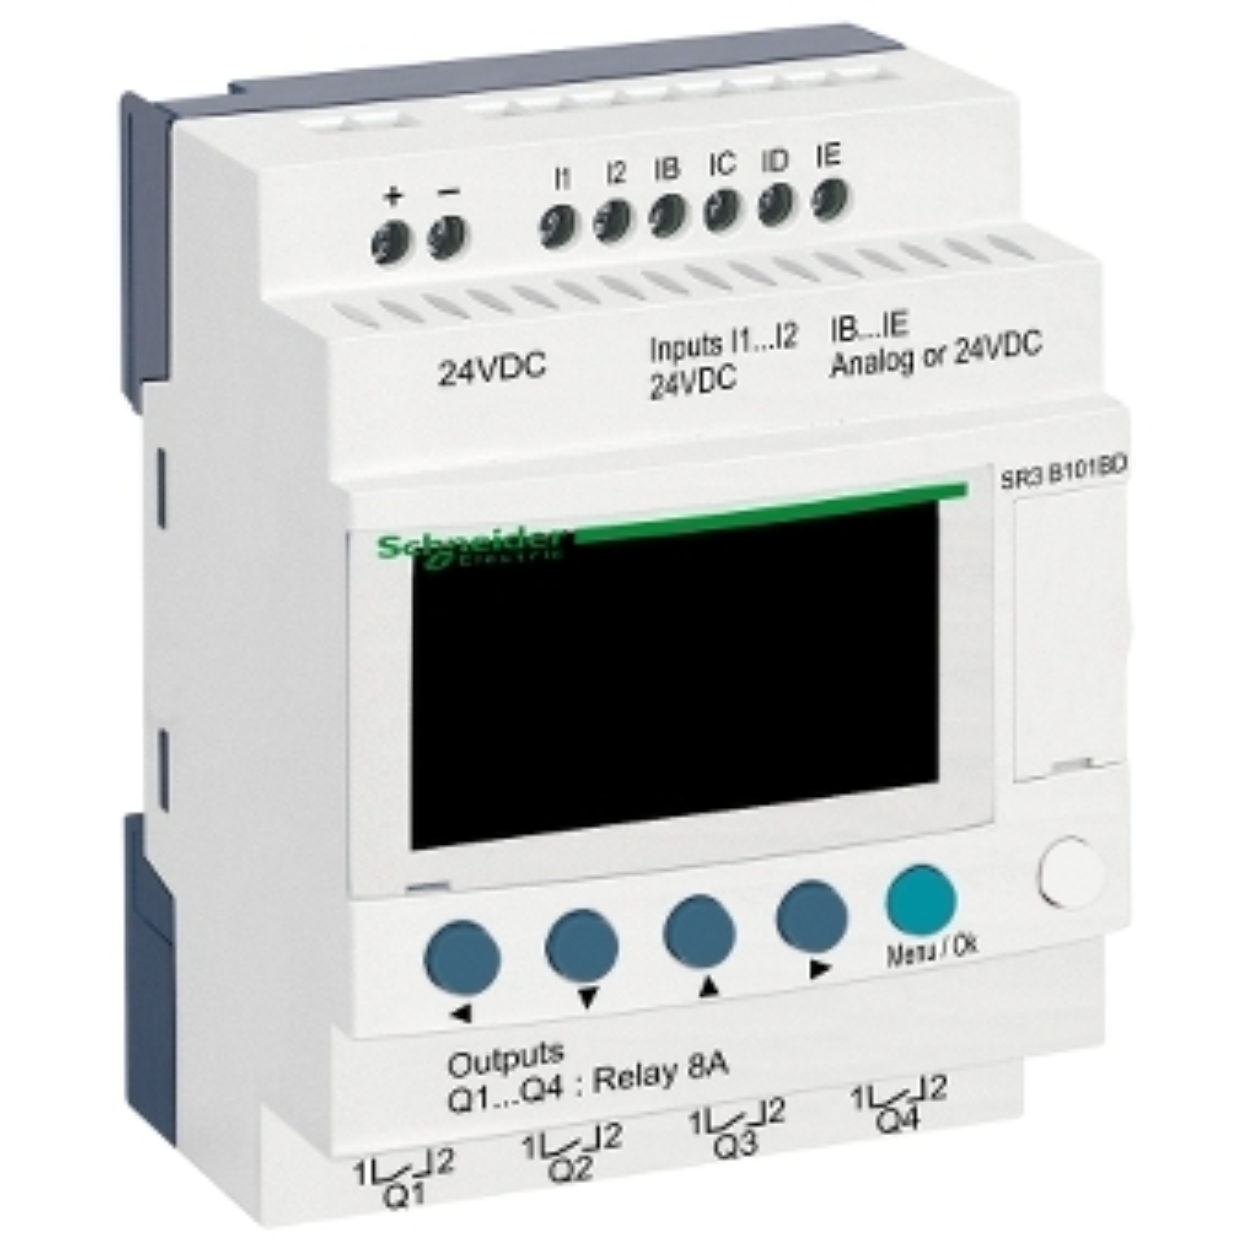 + −
I1 I2 IB IC ID IE
24VDC
Inputs I1...I2
24VDC
IB...IE
Analog or 24VDC
SR3 B101BD
Schneider
Electric
Menu / Ok
Outputs
Q1...Q4 : Relay 8A
1 2
Q1
1 2
Q2
1 2
Q3
1 2
Q4